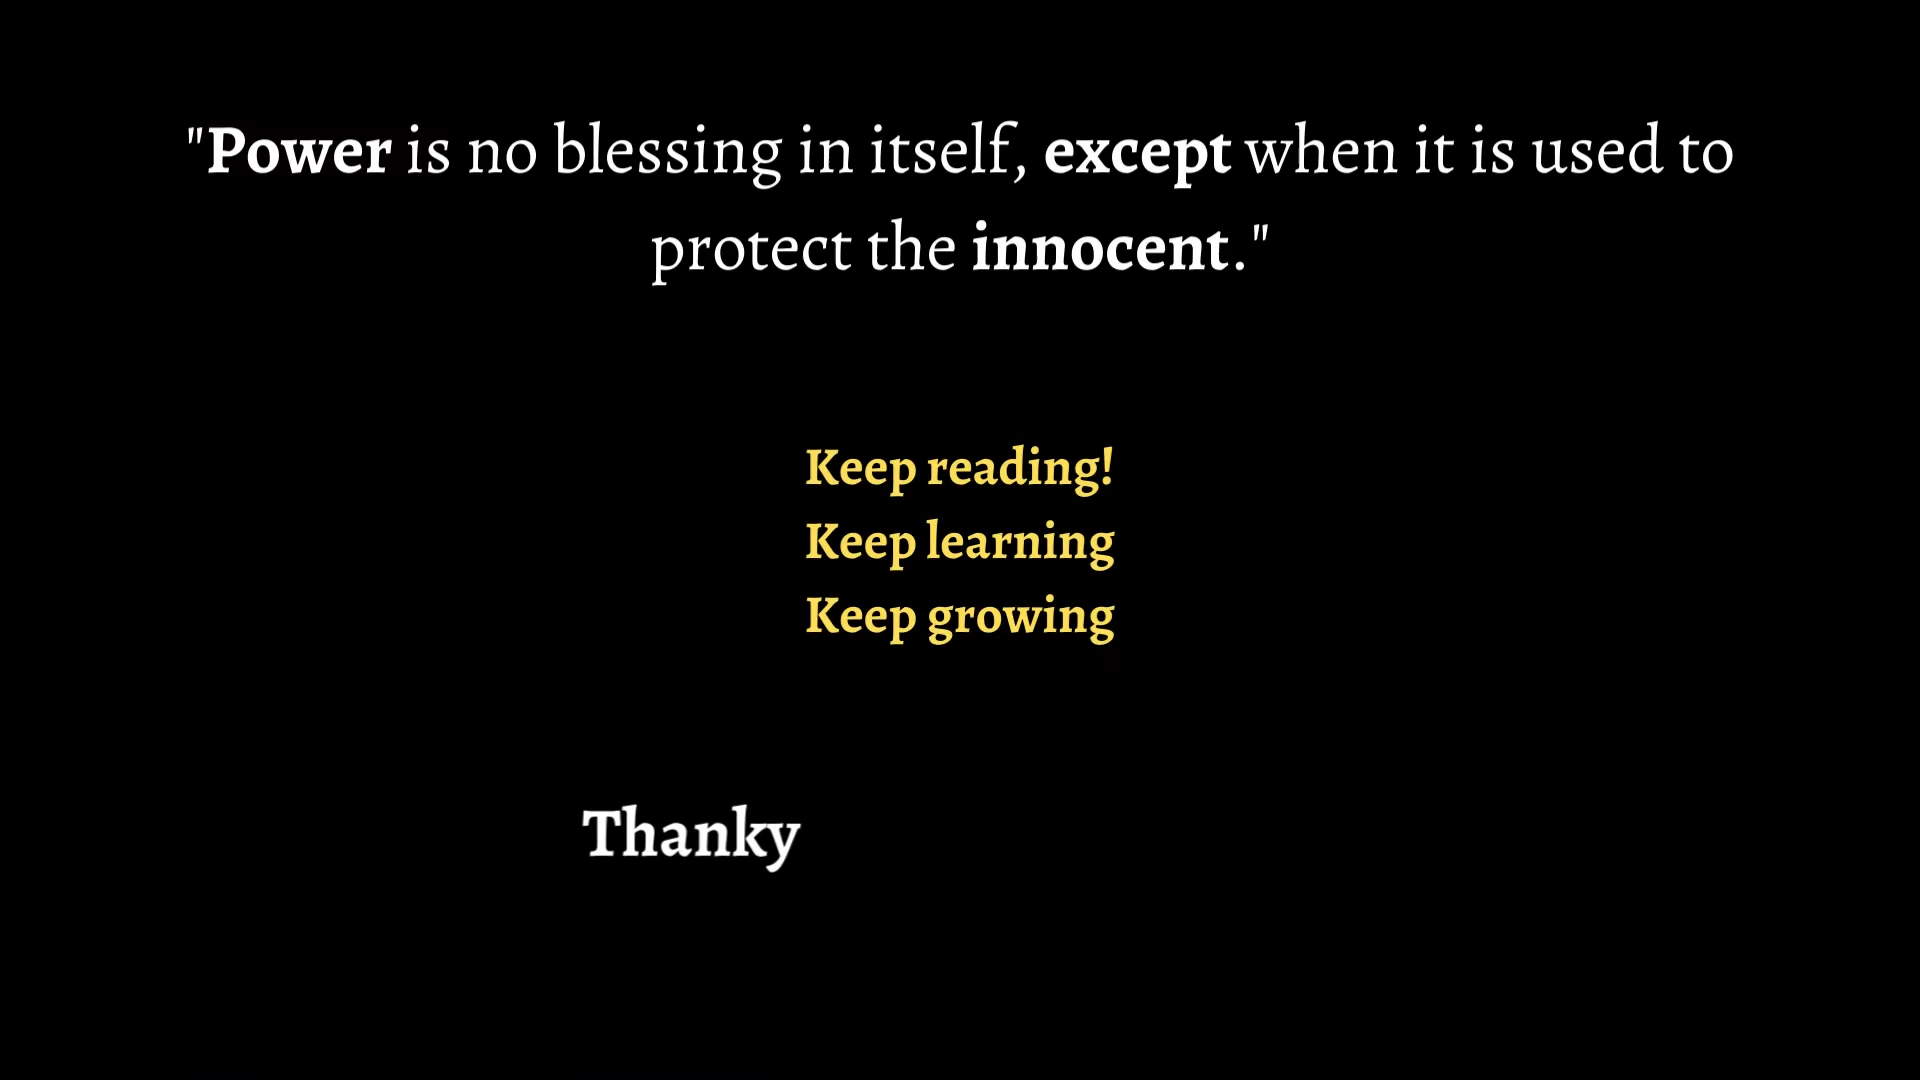 "Power is no blessing in itself, except when it is used to
protect the innocent."
Keep reading!
Keep learning
Keep growing
Thanky